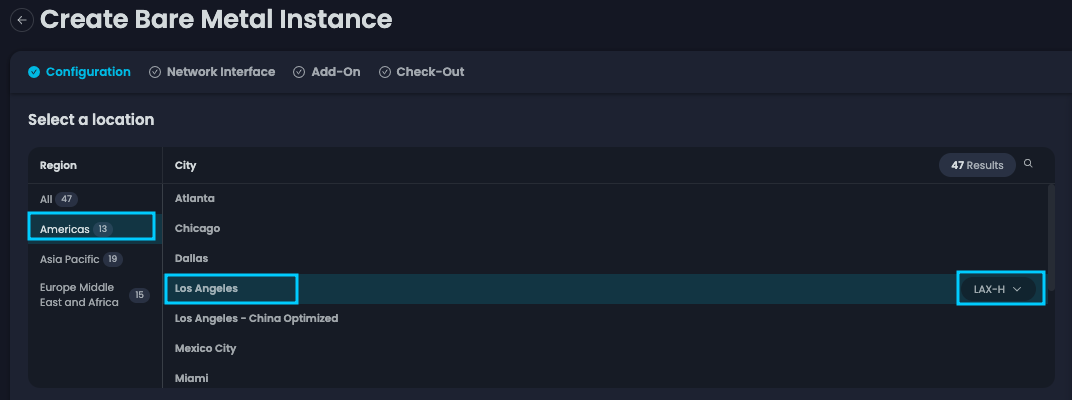 Create Bare Metal Instance
Configuration Network Interface Add-On Check-Out
Select a location
Region City 47 Results
All 47
Americas 13
Asia Pacific 19
Europe Middle
East and Africa 15
Atlanta
Chicago
Dallas
Los Angeles LAX-H
Los Angeles - China Optimized
Mexico City
Miami